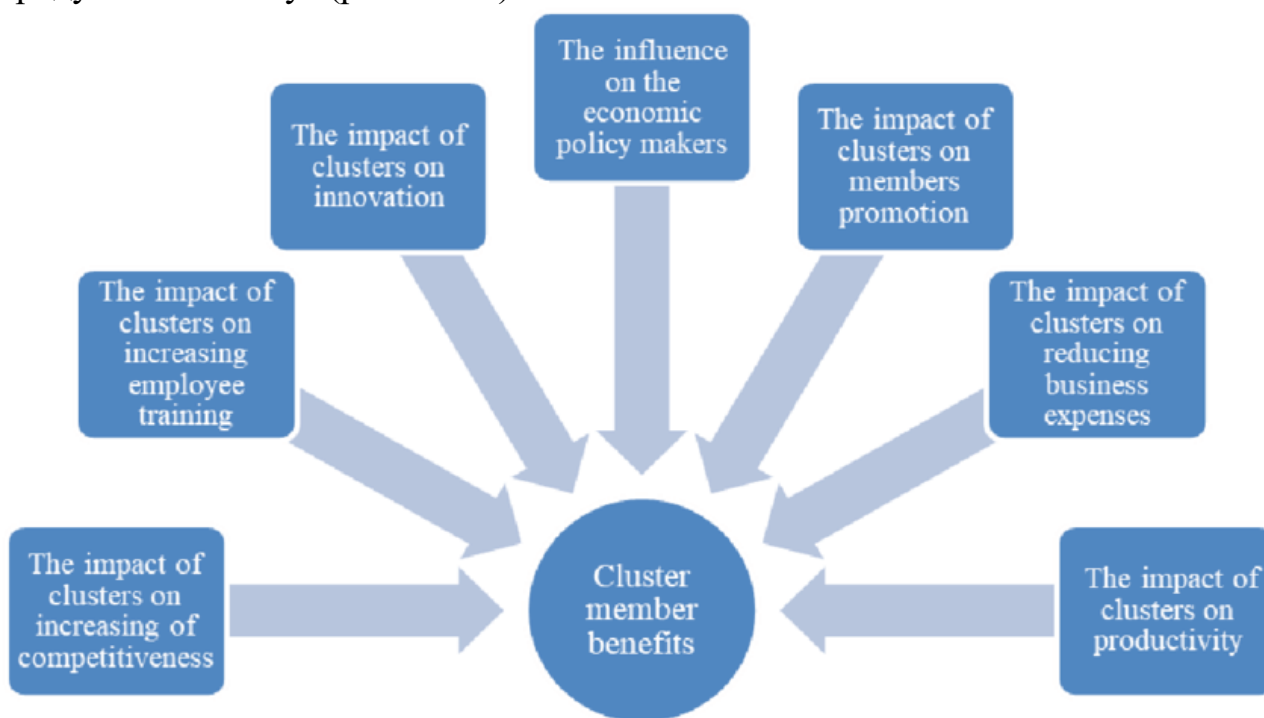 The impact of
clusters on
increasing of
competitiveness
The impact of
clusters on
increasing
employee
training
The impact of
clusters on
innovation
The influence
on the
economic
policy makers
The impact of
clusters on
members
promotion
The impact of
clusters on
reducing
business
expenses
The impact of
clusters on
productivity
Cluster
member
benefits